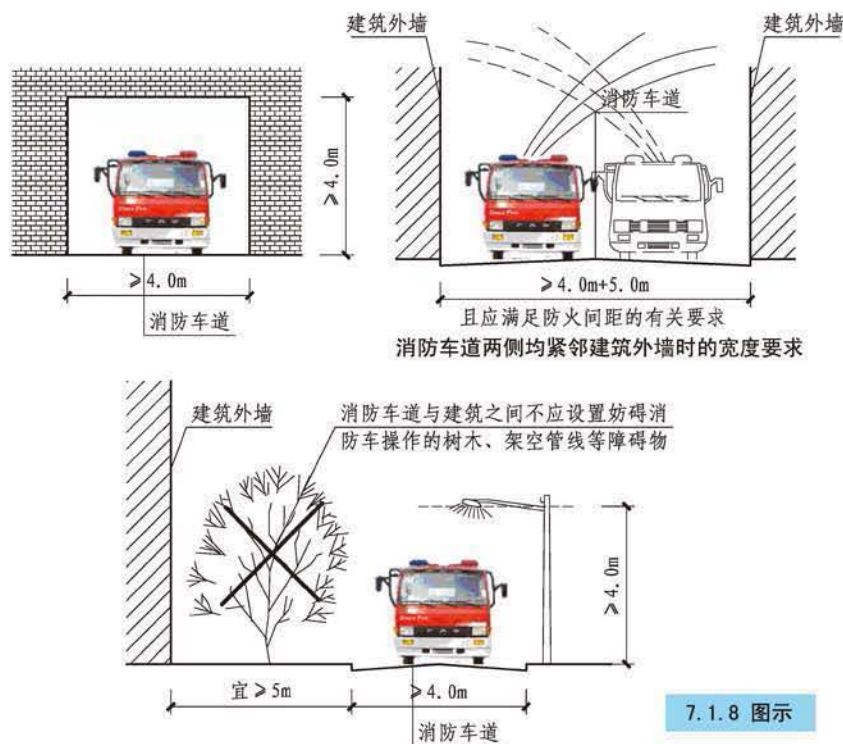 建筑外墙
建筑外墙
消防车道
≥4.0m
≥4.0m
消防车道
≥4.0m+5.0m
且应满足防火间距的有关要求
消防车道两侧均紧邻建筑外墙时的宽度要求
建筑外墙
消防车道与建筑之间不应设置妨碍消
防车操作的树木、架空管线等障碍物
≥4.0m
宜≥5m
≥4.0m
消防车道
7.1.8 图示